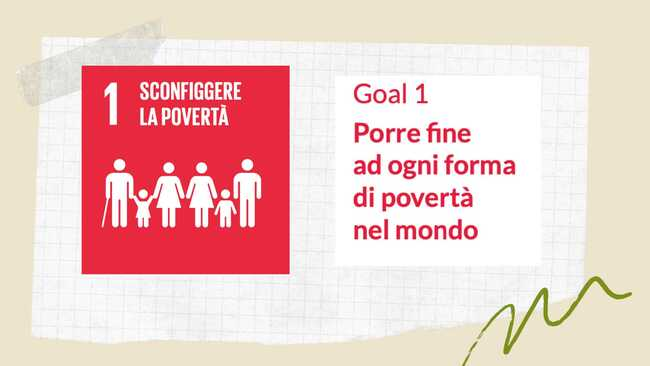 1
SCONFIGGERE
LA POVERTÀ
Goal 1
Porre fine
ad ogni forma
di povertà
nel mondo